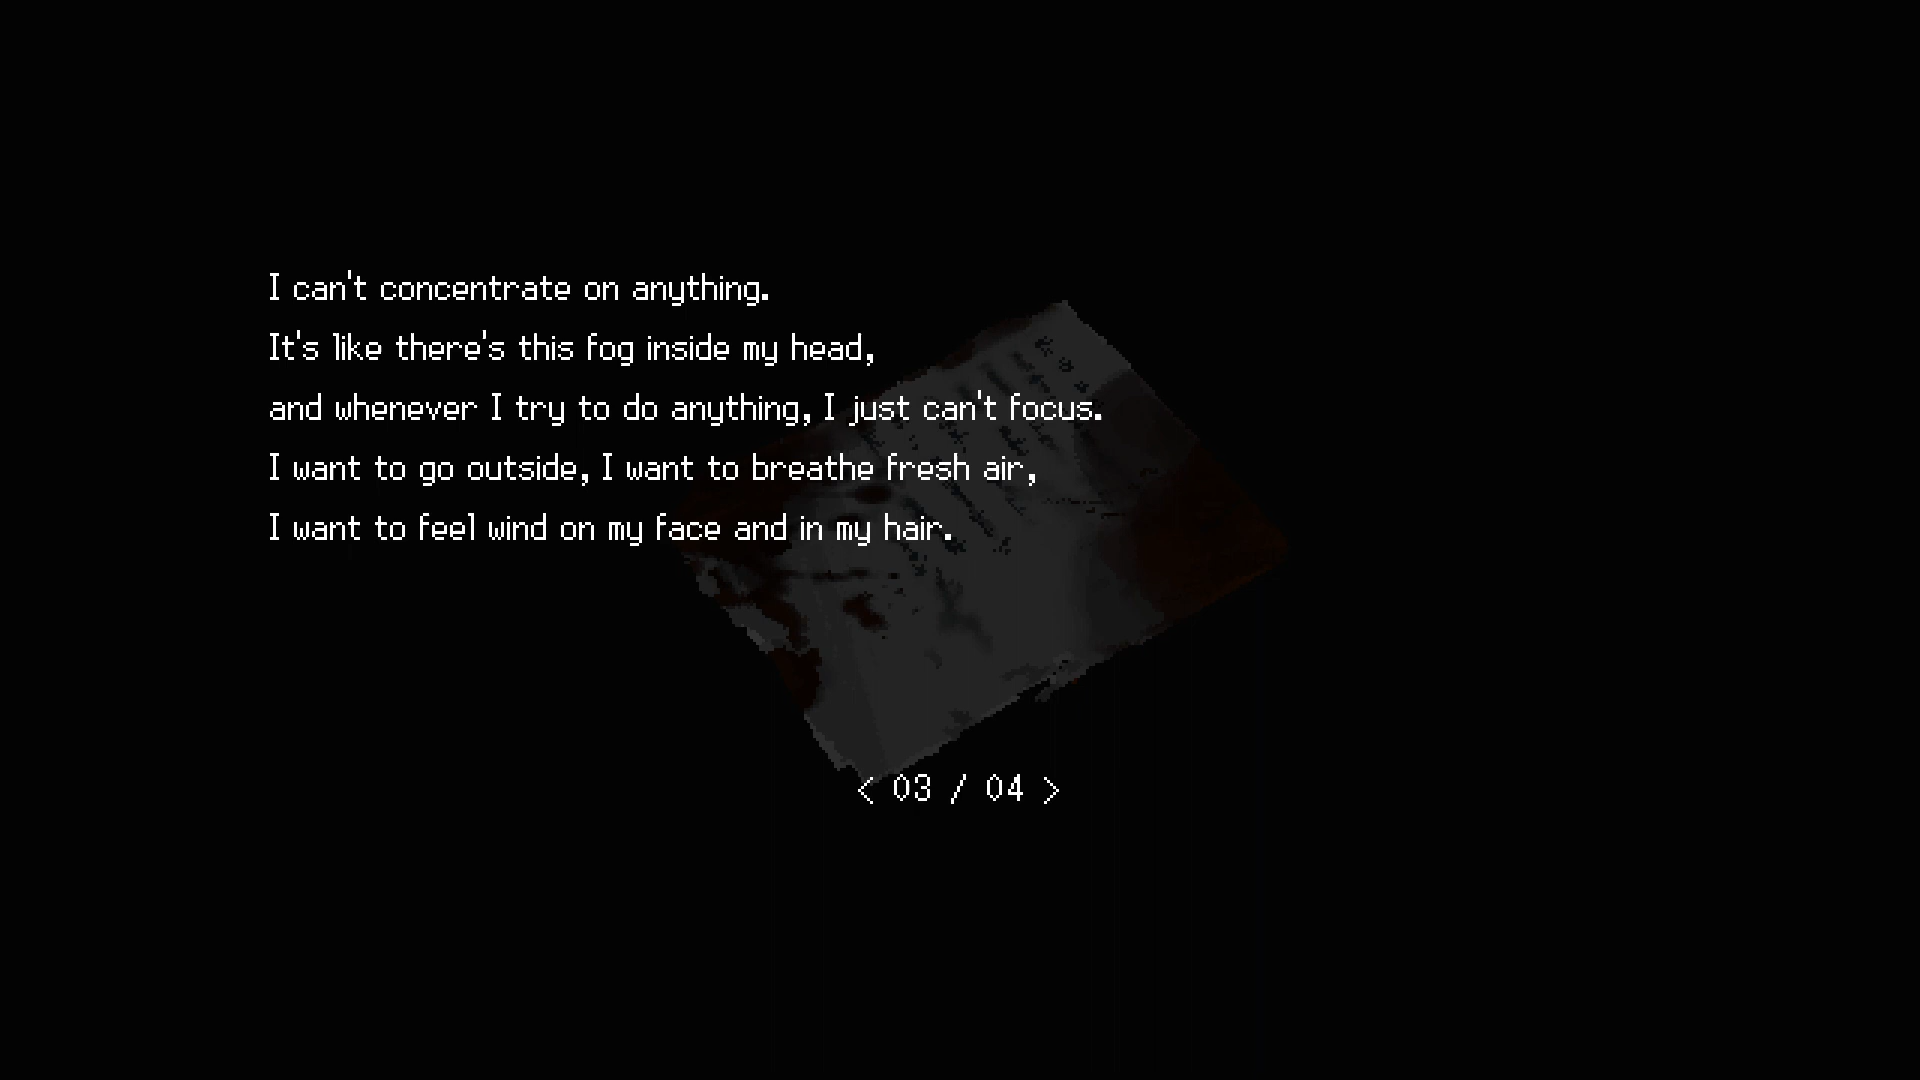 I can't concentrate on anything.
It's like there's this fog inside my head,
and whenever I try to do anything, I just can't focus.
I want to go outside, I want to breathe fresh air,
I want to feel wind on my face and in my hair.
< 03 / 04 >